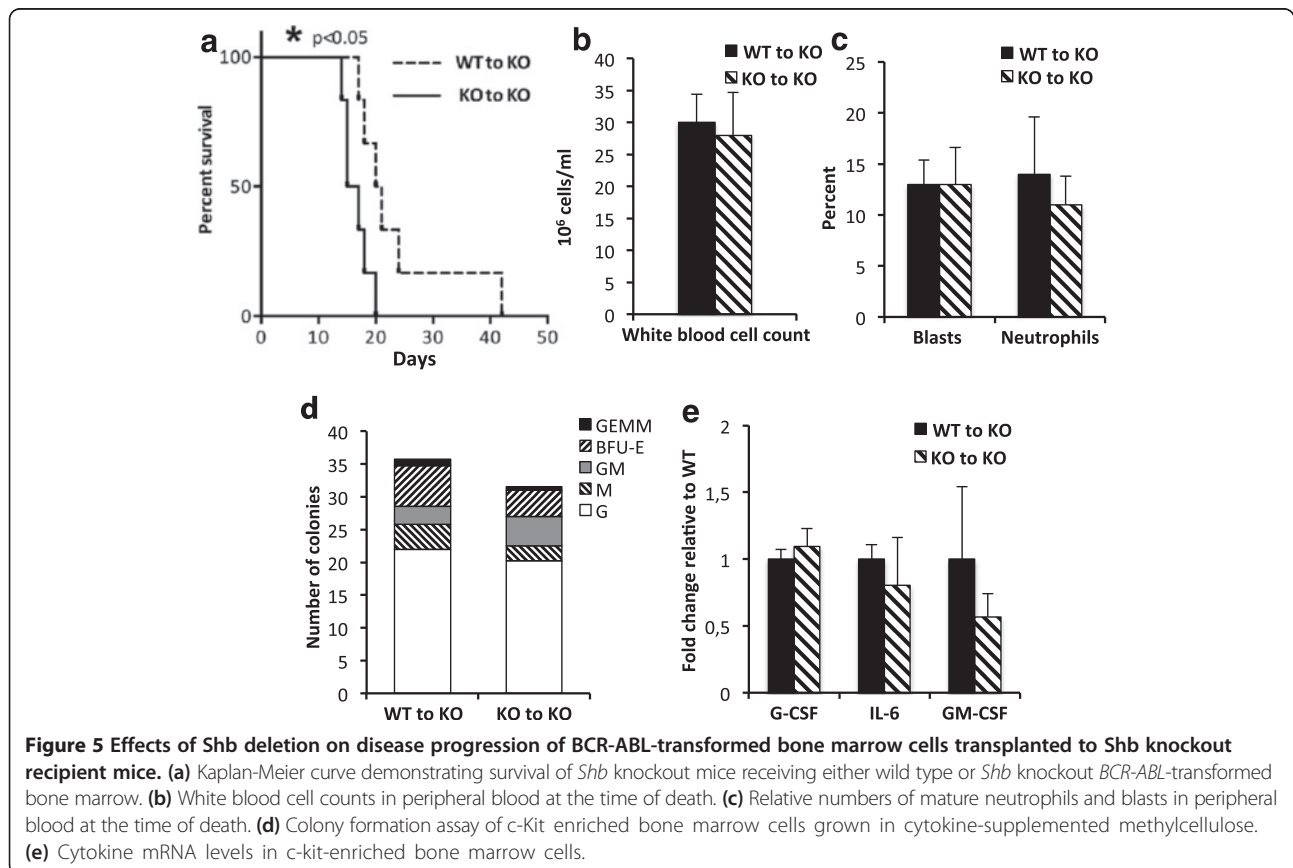 a
* p<0.05
WT to KO
KO to KO
Percent survival
100
50
0
0 10 20 30 40 50
Days
b
WT to KO
KO to KO
10⁶ cells/ml
40
35
30
25
20
15
10
5
0
White blood cell count
c
WT to KO
KO to KO
Percent
25
20
15
10
5
0
Blasts Neutrophils
d
GEMM
BFU-E
GM
M
G
Number of colonies
40
35
30
25
20
15
10
5
0
WT to KO KO to KO
e
WT to KO
KO to KO
Fold change relative to WT
2
1,5
1
0,5
0
G-CSF IL-6 GM-CSF
Figure 5 Effects of Shb deletion on disease progression of BCR-ABL-transformed bone marrow cells transplanted to Shb knockout
recipient mice. (a) Kaplan-Meier curve demonstrating survival of Shb knockout mice receiving either wild type or Shb knockout BCR-ABL-transformed
bone marrow. (b) White blood cell counts in peripheral blood at the time of death. (c) Relative numbers of mature neutrophils and blasts in peripheral
blood at the time of death. (d) Colony formation assay of c-Kit enriched bone marrow cells grown in cytokine-supplemented methylcellulose.
(e) Cytokine mRNA levels in c-kit-enriched bone marrow cells.